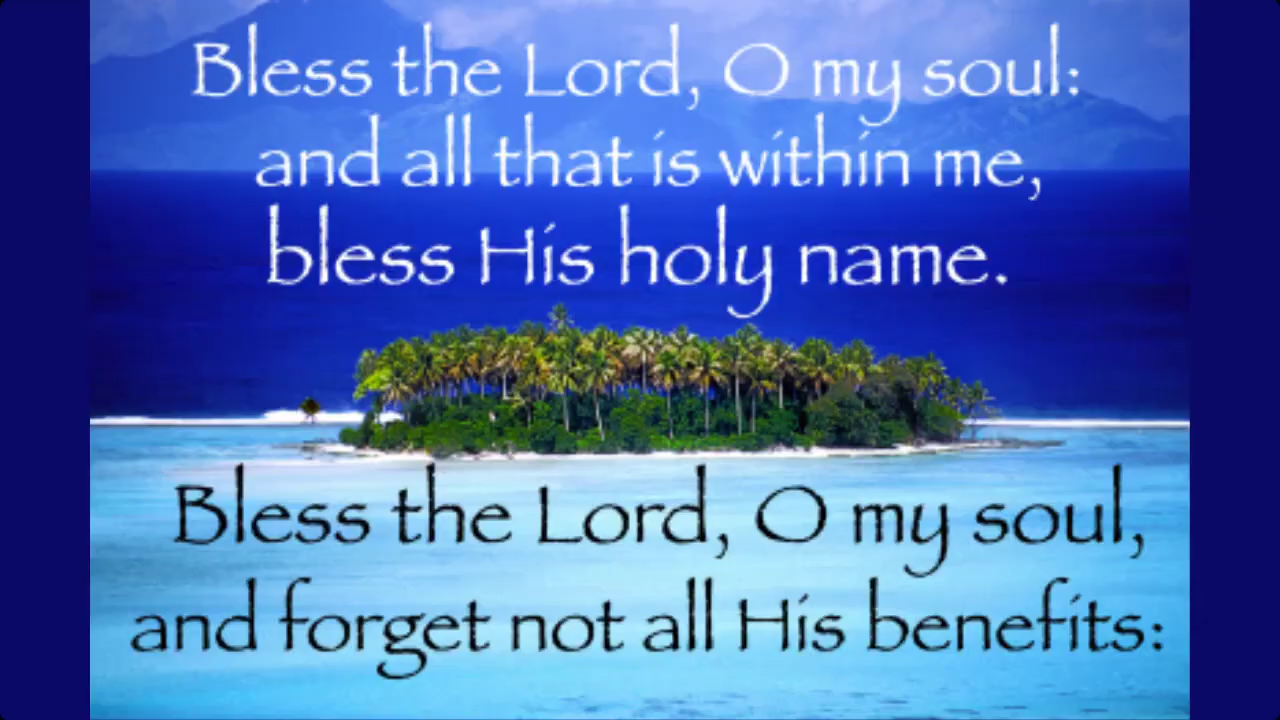 Bless the Lord, O my soul:
and all that is within me,
bless His holy name.
Bless the Lord, O my soul,
and forget not all His benefits: